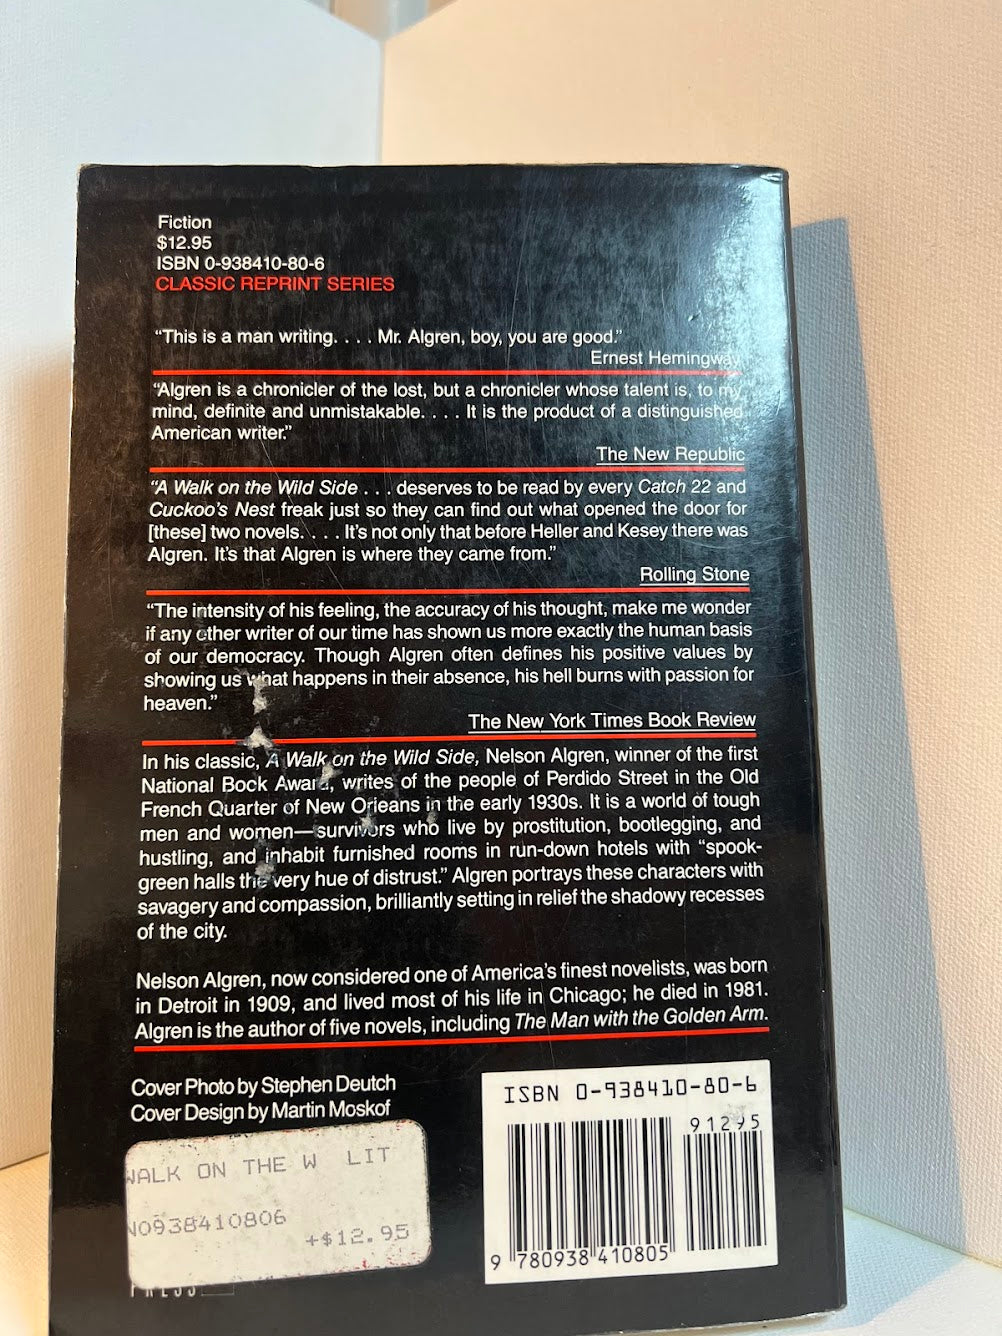 Fiction
$12.95
ISBN 0-938410-80-6
CLASSIC REPRINT SERIES
“This is a man writing. . . . Mr. Algren, boy, you are good.”
Ernest Hemingway
“Algren is a chronicler of the lost, but a chronicler whose talent is, to my
mind, definite and unmistakable. . . . It is the product of a distinguished
American writer.”
The New Republic
“A Walk on the Wild Side . . . deserves to be read by every Catch 22 and
Cuckoo's Nest freak just so they can find out what opened the door for
[these] two novels. . . . It's not only that before Heller and Kesey there was
Algren. It's that Algren is where they came from.”
Rolling Stone
“The intensity of his feeling, the accuracy of his thought, make me wonder
if any other writer of our time has shown us more exactly the human basis
of our democracy. Though Algren often defines his positive values by
showing us what happens in their absence, his hell burns with passion for
heaven.”
The New York Times Book Review
In his classic, A Walk on the Wild Side, Nelson Algren, winner of the first
National Book Award, writes of the people of Perdido Street in the Old
French Quarter of New Orleans in the early 1930s. It is a world of tough
men and women—survivors who live by prostitution, bootlegging, and
hustling, and inhabit furnished rooms in run-down hotels with “spook-
green halls the very hue of distrust.” Algren portrays these characters with
savagery and compassion, brilliantly setting in relief the shadowy recesses
of the city.
Nelson Algren, now considered one of America's finest novelists, was born
in Detroit in 1909, and lived most of his life in Chicago; he died in 1981.
Algren is the author of five novels, including The Man with the Golden Arm.
Cover Photo by Stephen Deutch
Cover Design by Martin Moskof
WALK ON THE W LIT
N0938410806
+$12.95
PRESS
ISBN 0-938410-80-6
91295
9 780938 410805